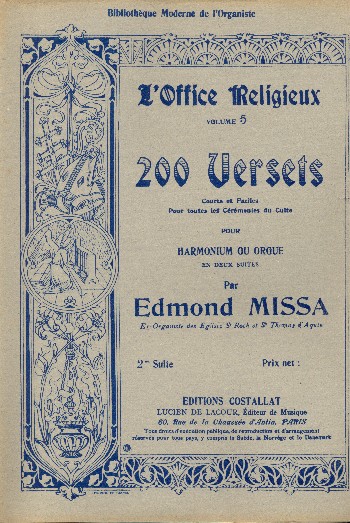 Bibliothèque Moderne de l'Organiste
L'Office Religieux
VOLUME 5
200 Versets
Courts et Faciles
Pour toutes les Cérémonies du Culte
POUR
HARMONIUM OU ORGUE
EN DEUX SUITES
Par
Edmond MISSA
Ex-Organiste des Eglises St Roch et St Thomas d'Aquin
2me Suite
Prix net :
EDITIONS COSTALLAT
LUCIEN DE LACOUR, Éditeur de Musique
60, Rue de la Chaussée d'Antin, PARIS
Tous droits d'exécution publique, de reproduction et d'arrangement
réservés pour tous pays, y compris la Suède, la Norvège et le Danemark